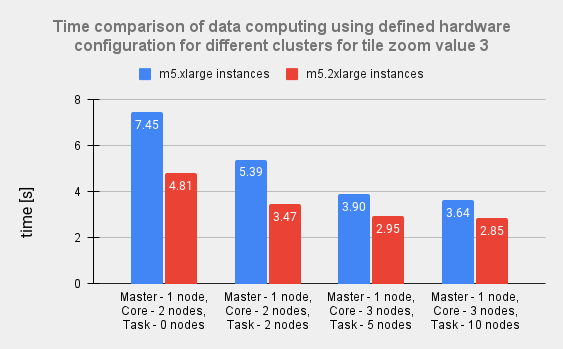 Time comparison of data computing using defined hardware
configuration for different clusters for tile zoom value 3
m5.xlarge instances
m5.2xlarge instances
time [s]
8
6
4
2
0
7.45
4.81
5.39
3.47
3.90
2.95
3.64
2.85
Master - 1 node,
Core - 2 nodes,
Task - 0 nodes
Master - 1 node,
Core - 2 nodes,
Task - 2 nodes
Master - 1 node,
Core - 3 nodes,
Task - 5 nodes
Master - 1 node,
Core - 3 nodes,
Task - 10 nodes